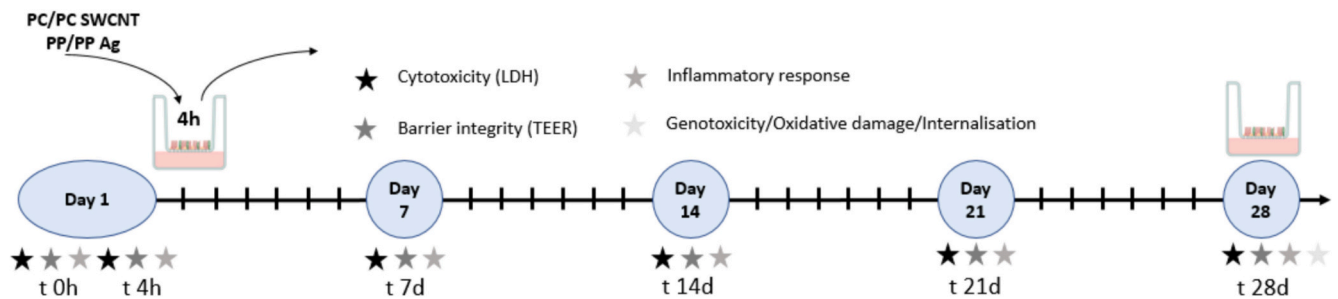 PC/PC SWCNT
PP/PP Ag
4h
Cytotoxicity (LDH)
Inflammatory response
Barrier integrity (TEER)
Genotoxicity/Oxidative damage/Internalisation
Day 1
Day
7
Day
14
Day
21
Day
28
t 0h
t 4h
t 7d
t 14d
t 21d
t 28d